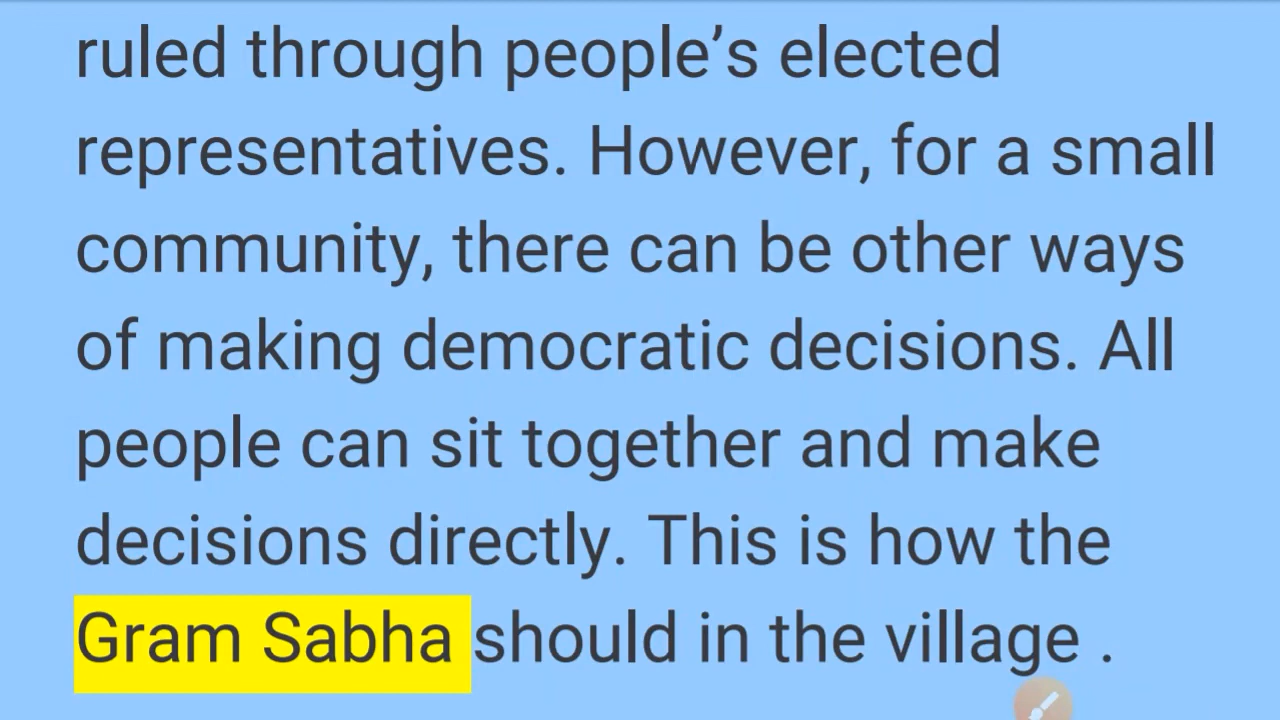 ruled through people’s elected
representatives. However, for a small
community, there can be other ways
of making democratic decisions. All
people can sit together and make
decisions directly. This is how the
Gram Sabha should in the village .